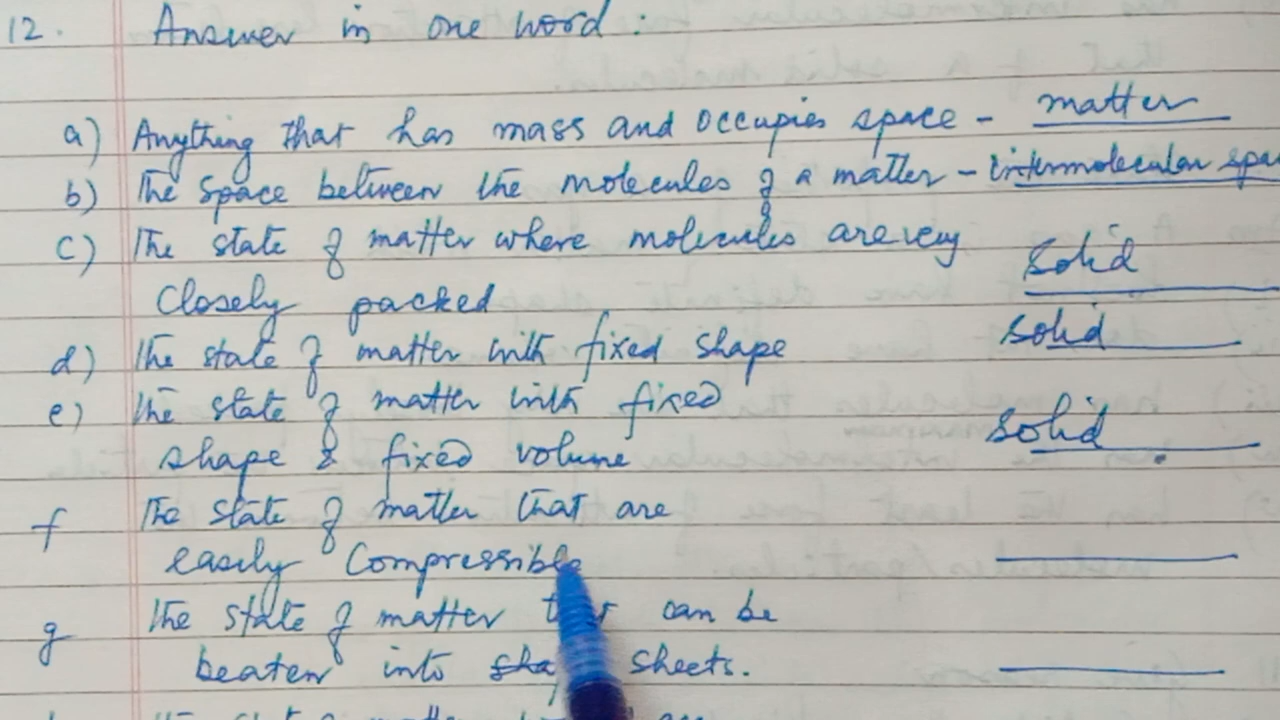 12. Answer in one word :
a) Anything that has mass and occupies space - matter
b) The space between the molecules of a matter - intermolecular spa
c) The state of matter where molecules are very
closely packed solid
d) The state of matter with fixed shape solid
e) The state of matter with fixed
shape & fixed volume solid
f The state of matter that are
easily compressible
g The state of matter can be
beaten into sheets.